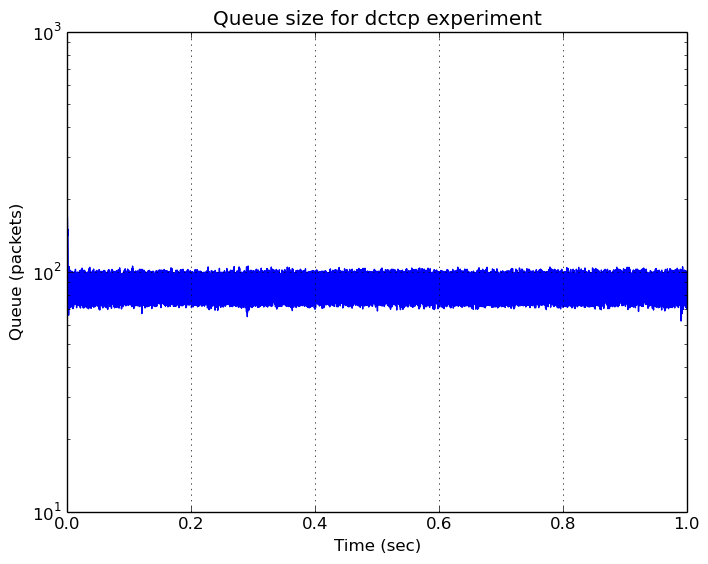 Queue size for dctcp experiment
10³
10²
10¹
Queue (packets)
0.0 0.2 0.4 0.6 0.8 1.0
Time (sec)